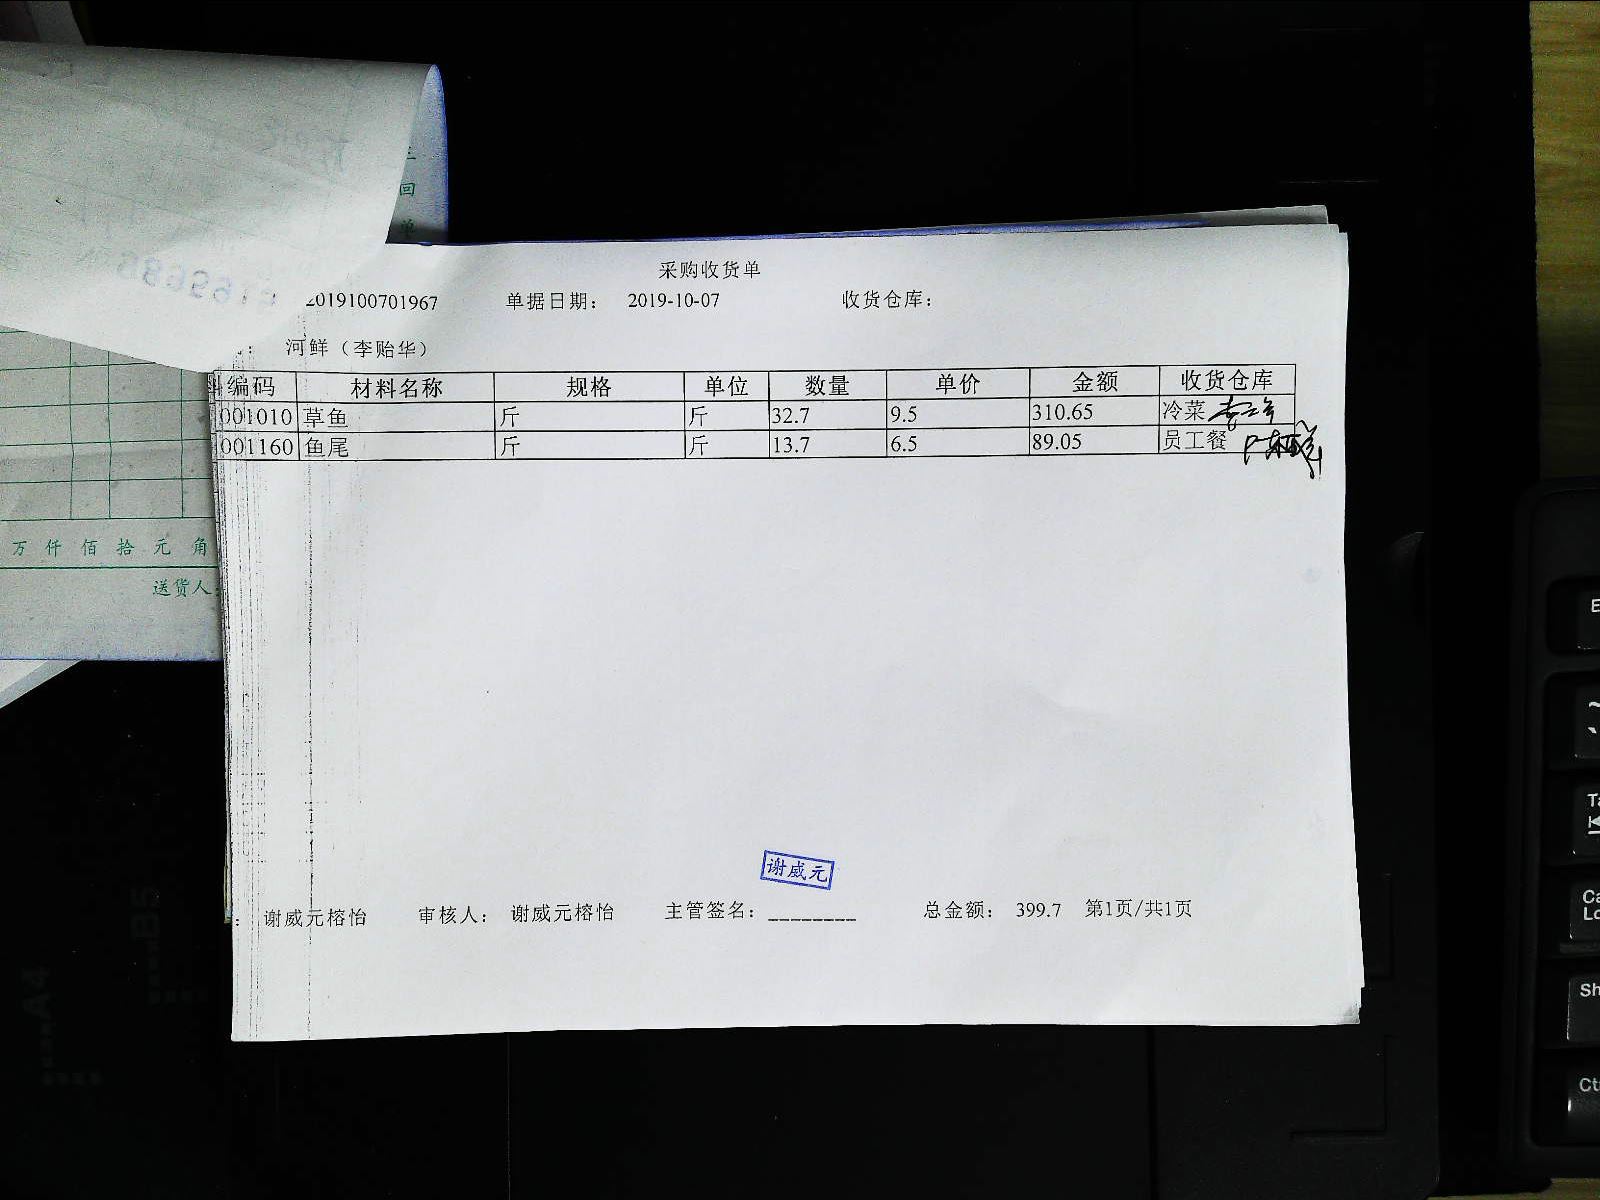 采购收货单
2019100701967 单据日期: 2019-10-07 收货仓库:
河鲜（李贻华）
编码 材料名称 规格 单位 数量 单价 金额 收货仓库
001010 草鱼 斤 斤 32.7 9.5 310.65 冷菜
001160 鱼尾 斤 斤 13.7 6.5 89.05 员工餐
谢威元
: 谢威元榕怡 审核人: 谢威元榕怡 主管签名:________ 总金额: 399.7 第1页/共1页
回
单
万 仟 佰 拾 元 角
送货人:
A4
B5